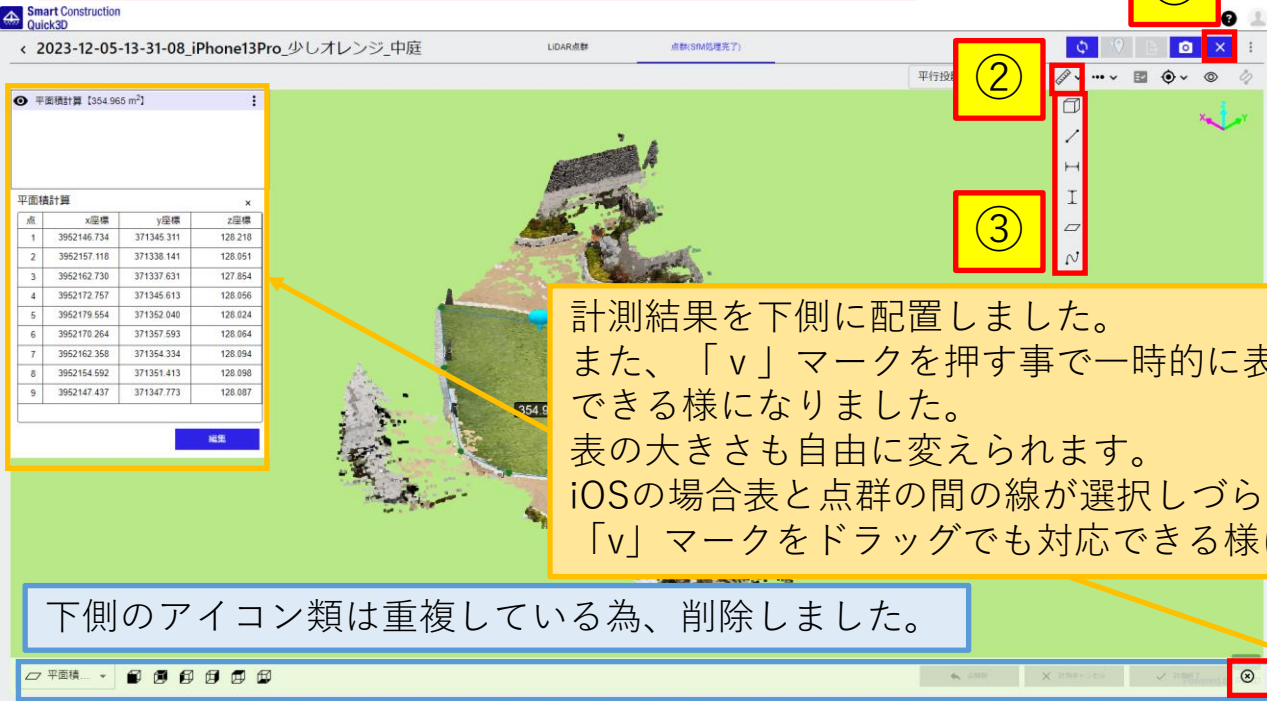 Smart Construction
Quick3D
2023-12-05-13-31-08_iPhone13Pro_少しオレンジ_中庭
LiDAR点群
点群(SfM処理完了)
平行投
②
平面積計算【354.965 m²】
平面積計算 ×
点 x座標 y座標 z座標
1 3952146.734 371345.311 128.218
2 3952157.118 371338.141 128.051
3 3952162.730 371337.631 127.854
4 3952172.757 371345.613 128.056
5 3952179.554 371352.040 128.024
6 3952170.264 371357.593 128.064
7 3952162.358 371354.334 128.094
8 3952154.592 371351.413 128.098
9 3952147.437 371347.773 128.087
編集
③
354.9
計測結果を下側に配置しました。
また、「ｖ」マークを押す事で一時的に表
できる様になりました。
表の大きさも自由に変えられます。
iOSの場合表と点群の間の線が選択しづら
「v」マークをドラッグでも対応できる様
下側のアイコン類は重複している為、削除しました。
平面積...